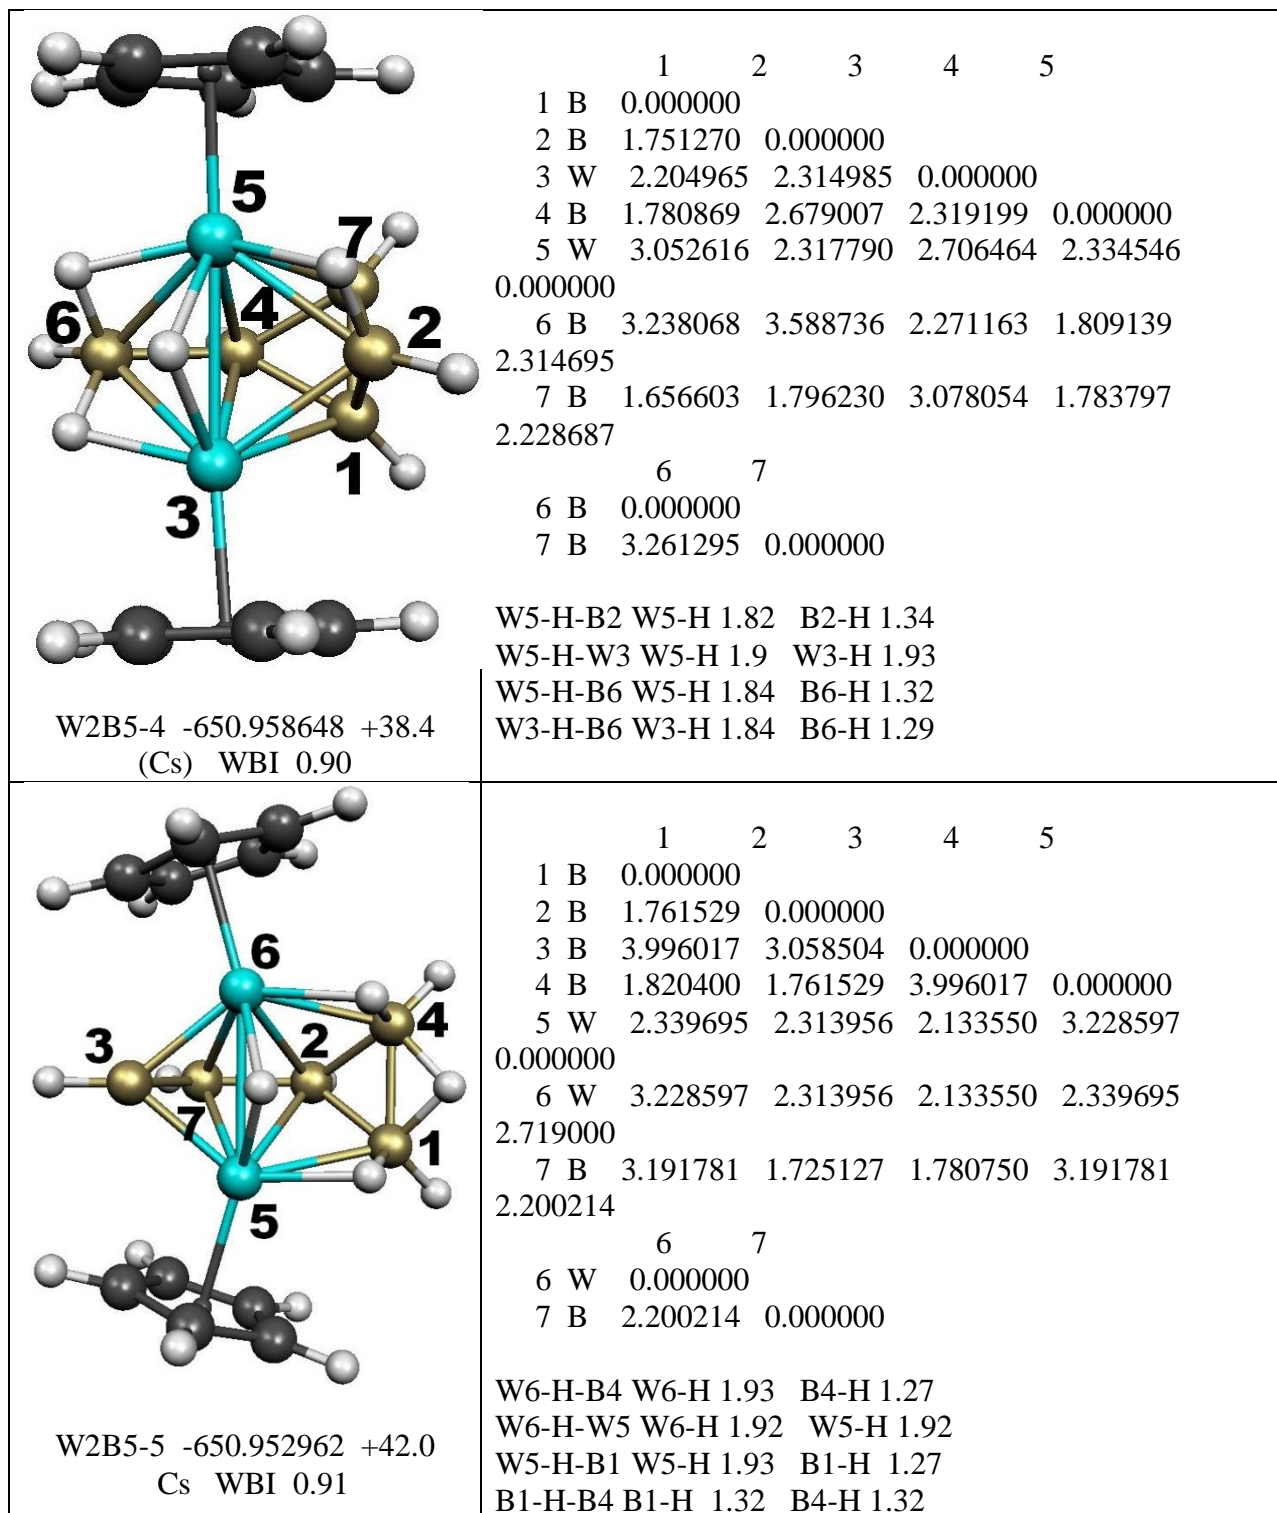 5
7
6
4
2
1
3
W2B5-4 -650.958648 +38.4
(Cs) WBI 0.90
1 2 3 4 5
1 B 0.000000
2 B 1.751270 0.000000
3 W 2.204965 2.314985 0.000000
4 B 1.780869 2.679007 2.319199 0.000000
5 W 3.052616 2.317790 2.706464 2.334546
0.000000
6 B 3.238068 3.588736 2.271163 1.809139
2.314695
7 B 1.656603 1.796230 3.078054 1.783797
2.228687
6 7
6 B 0.000000
7 B 3.261295 0.000000
W5-H-B2 W5-H 1.82 B2-H 1.34
W5-H-W3 W5-H 1.9 W3-H 1.93
W5-H-B6 W5-H 1.84 B6-H 1.32
W3-H-B6 W3-H 1.84 B6-H 1.29
6
4
3
2
7
1
5
W2B5-5 -650.952962 +42.0
Cs WBI 0.91
1 2 3 4 5
1 B 0.000000
2 B 1.761529 0.000000
3 B 3.996017 3.058504 0.000000
4 B 1.820400 1.761529 3.996017 0.000000
5 W 2.339695 2.313956 2.133550 3.228597
0.000000
6 W 3.228597 2.313956 2.133550 2.339695
2.719000
7 B 3.191781 1.725127 1.780750 3.191781
2.200214
6 7
6 W 0.000000
7 B 2.200214 0.000000
W6-H-B4 W6-H 1.93 B4-H 1.27
W6-H-W5 W6-H 1.92 W5-H 1.92
W5-H-B1 W5-H 1.93 B1-H 1.27
B1-H-B4 B1-H 1.32 B4-H 1.32